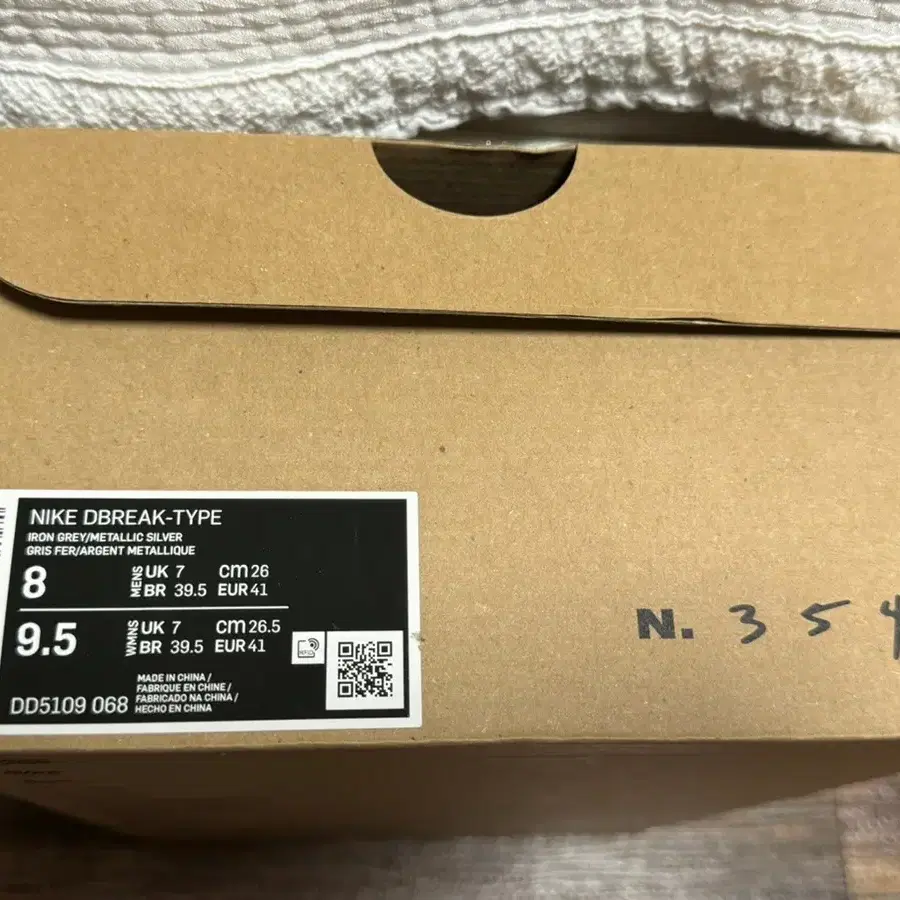 NIKE DBREAK-TYPE
IRON GREY/METALLIC SILVER
GRIS FER/ARGENT METALLIQUE
8 MENS UK 7 cm 26
BR 39.5 EUR 41
9.5 WMNS UK 7 cm 26.5
BR 39.5 EUR 41
MADE IN CHINA /
FABRIQUE EN CHINE /
FABRICADO NA CHINA /
DD5109 068 HECHO EN CHINA
N. 354